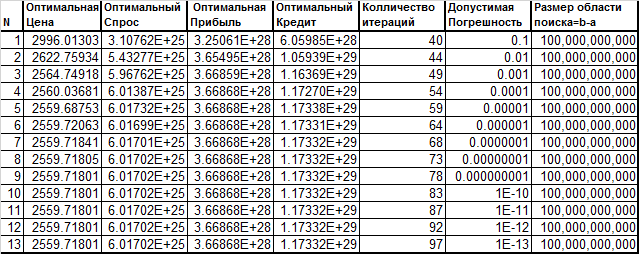 N Оптимальная Цена Оптимальный Спрос Оптимальная Прибыль Оптимальный Кредит Колличество итераций Допустимая Погрешность Размер области поиска=b-a
1 2996.01303 3.10762E+25 3.25061E+28 6.05985E+28 40 0.1 100,000,000,000
2 2622.75934 5.43277E+25 3.65495E+28 1.05939E+29 44 0.01 100,000,000,000
3 2564.74918 5.96762E+25 3.66859E+28 1.16369E+29 49 0.001 100,000,000,000
4 2560.03681 6.01387E+25 3.66868E+28 1.17270E+29 54 0.0001 100,000,000,000
5 2559.68753 6.01732E+25 3.66868E+28 1.17338E+29 59 0.00001 100,000,000,000
6 2559.72063 6.01699E+25 3.66868E+28 1.17331E+29 64 0.000001 100,000,000,000
7 2559.71841 6.01701E+25 3.66868E+28 1.17332E+29 68 0.0000001 100,000,000,000
8 2559.71805 6.01702E+25 3.66868E+28 1.17332E+29 73 0.00000001 100,000,000,000
9 2559.71801 6.01702E+25 3.66868E+28 1.17332E+29 78 0.000000001 100,000,000,000
10 2559.71801 6.01702E+25 3.66868E+28 1.17332E+29 83 1E-10 100,000,000,000
11 2559.71801 6.01702E+25 3.66868E+28 1.17332E+29 87 1E-11 100,000,000,000
12 2559.71801 6.01702E+25 3.66868E+28 1.17332E+29 92 1E-12 100,000,000,000
13 2559.71801 6.01702E+25 3.66868E+28 1.17332E+29 97 1E-13 100,000,000,000